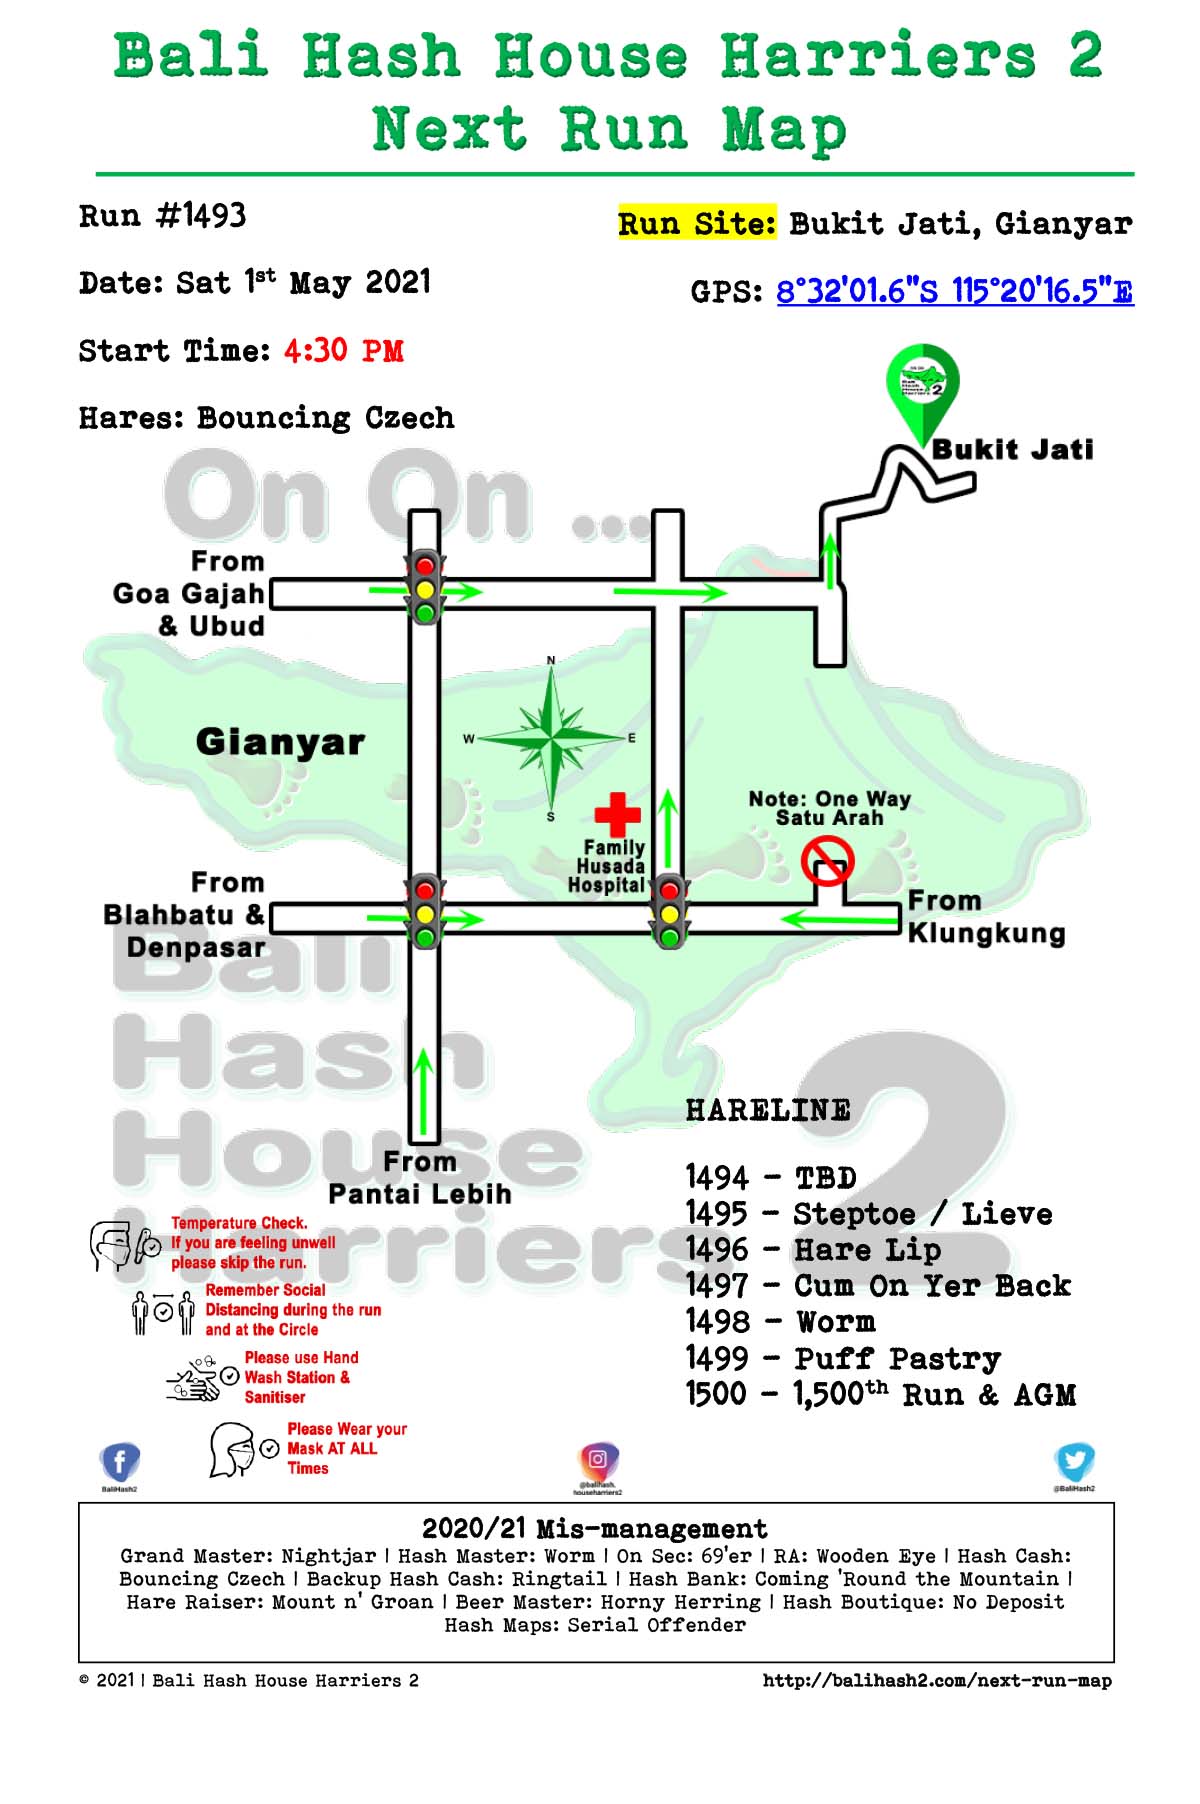 Bali Hash House Harriers 2
Next Run Map
Run #1493
Run Site: Bukit Jati, Gianyar
Date: Sat 1st May 2021
GPS: 8°32'01.6"S 115°20'16.5"E
Start Time: 4:30 PM
Hares: Bouncing Czech
ON ON
Bali
Hash
House
Harriers 2
Bukit Jati
On On ...
From
Goa Gajah
& Ubud
Gianyar
N
W
E
S
Note: One Way
Satu Arah
Family
Husada
Hospital
From
Blahbatu &
Denpasar
From
Klungkung
Bali
Hash
House
Harriers 2
From
Pantai Lebih
HARELINE
1494 – TBD
1495 – Steptoe / Lieve
1496 – Hare Lip
1497 – Cum On Yer Back
1498 – Worm
1499 – Puff Pastry
1500 – 1,500th Run & AGM
Temperature Check.
If you are feeling unwell
please skip the run.
Remember Social
Distancing during the run
and at the Circle
Please use Hand
Wash Station &
Sanitiser
Please Wear your
Mask AT ALL
Times
BaliHash2
@balihash.
househarriers2
@BaliHash2
2020/21 Mis-management
Grand Master: Nightjar | Hash Master: Worm | On Sec: 69'er | RA: Wooden Eye | Hash Cash:
Bouncing Czech | Backup Hash Cash: Ringtail | Hash Bank: Coming 'Round the Mountain |
Hare Raiser: Mount n' Groan | Beer Master: Horny Herring | Hash Boutique: No Deposit
Hash Maps: Serial Offender
© 2021 | Bali Hash House Harriers 2
http://balihash2.com/next-run-map